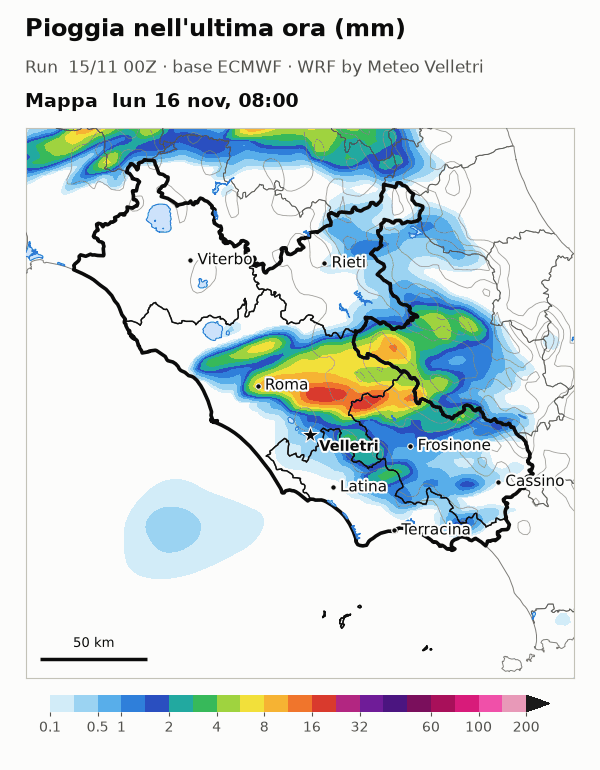 Pioggia nell'ultima ora (mm)
Run  15/11 00Z · base ECMWF · WRF by Meteo Velletri
Mappa  lun 16 nov, 08:00
Viterbo
Rieti
Roma
Velletri
Frosinone
Cassino
Latina
Terracina
50 km
0.1 0.5 1 2 4 8 16 32 60 100 200